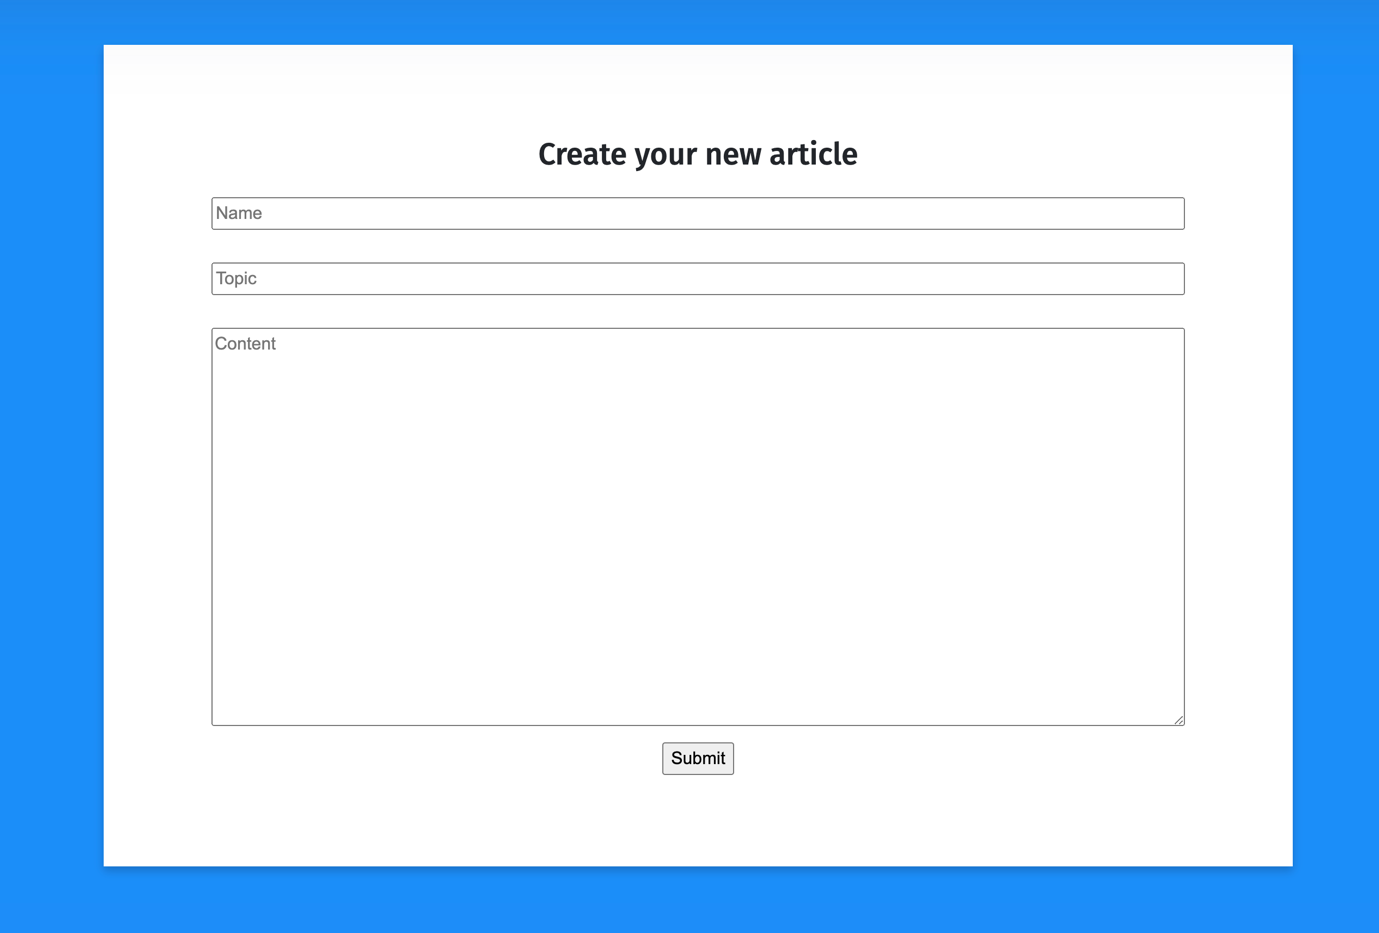 Create your new article
Name
Topic
Content
Submit